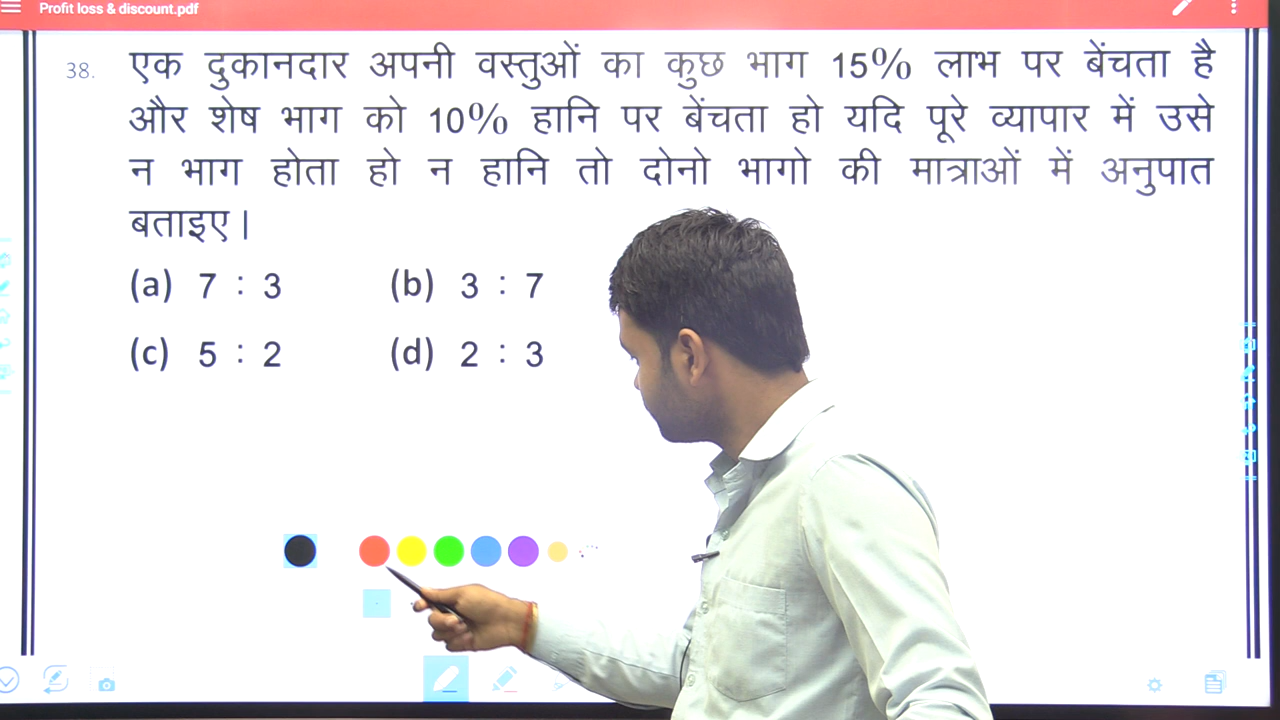 Profit loss & discount.pdf
38. एक दुकानदार अपनी वस्तुओं का कुछ भाग 15% लाभ पर बेंचता है
और शेष भाग को 10% हानि पर बेंचता हो यदि पूरे व्यापार में उसे
न भाग होता हो न हानि तो दोनो भागो की मात्राओं में अनुपात
बताइए।
(a) 7 : 3 (b) 3 : 7
(c) 5 : 2 (d) 2 : 3